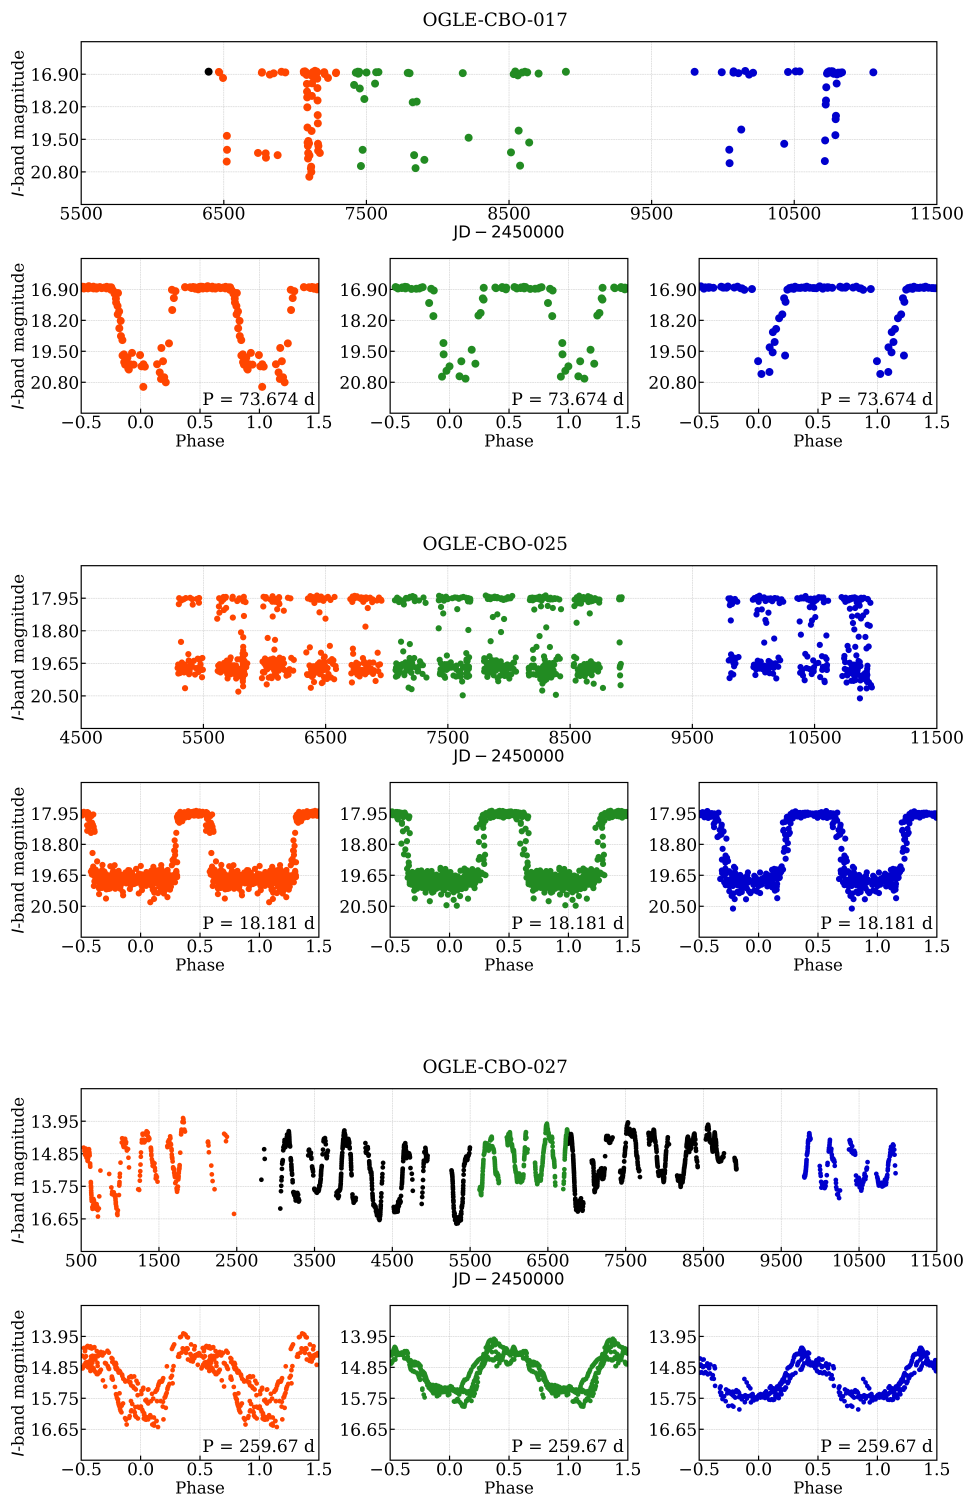 OGLE-CBO-017
I-band magnitude
16.90
18.20
19.50
20.80
5500 6500 7500 8500 9500 10500 11500
JD − 2450000
I-band magnitude
16.90 16.90 16.90
18.20 18.20 18.20
19.50 19.50 19.50
20.80 20.80 20.80
P = 73.674 d P = 73.674 d P = 73.674 d
−0.5 0.0 0.5 1.0 1.5 −0.5 0.0 0.5 1.0 1.5 −0.5 0.0 0.5 1.0 1.5
Phase Phase Phase
OGLE-CBO-025
I-band magnitude
17.95
18.80
19.65
20.50
4500 5500 6500 7500 8500 9500 10500 11500
JD − 2450000
I-band magnitude
17.95 17.95 17.95
18.80 18.80 18.80
19.65 19.65 19.65
20.50 20.50 20.50
P = 18.181 d P = 18.181 d P = 18.181 d
−0.5 0.0 0.5 1.0 1.5 −0.5 0.0 0.5 1.0 1.5 −0.5 0.0 0.5 1.0 1.5
Phase Phase Phase
OGLE-CBO-027
I-band magnitude
13.95
14.85
15.75
16.65
500 1500 2500 3500 4500 5500 6500 7500 8500 9500 10500 11500
JD − 2450000
I-band magnitude
13.95 13.95 13.95
14.85 14.85 14.85
15.75 15.75 15.75
16.65 16.65 16.65
P = 259.67 d P = 259.67 d P = 259.67 d
−0.5 0.0 0.5 1.0 1.5 −0.5 0.0 0.5 1.0 1.5 −0.5 0.0 0.5 1.0 1.5
Phase Phase Phase